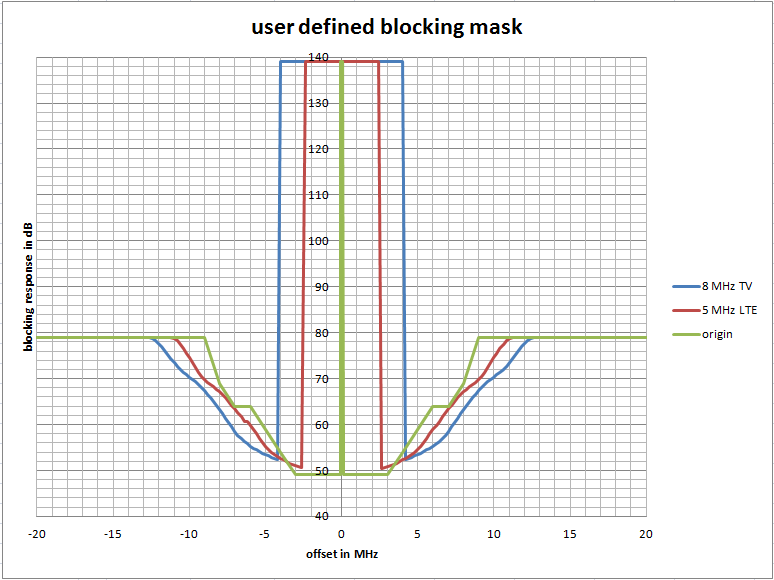 user defined blocking mask
140
130
120
110
100
90
80
70
60
50
40
blocking response in dB
-20 -15 -10 -5 0 5 10 15 20
offset in MHz
8 MHz TV
5 MHz LTE
origin